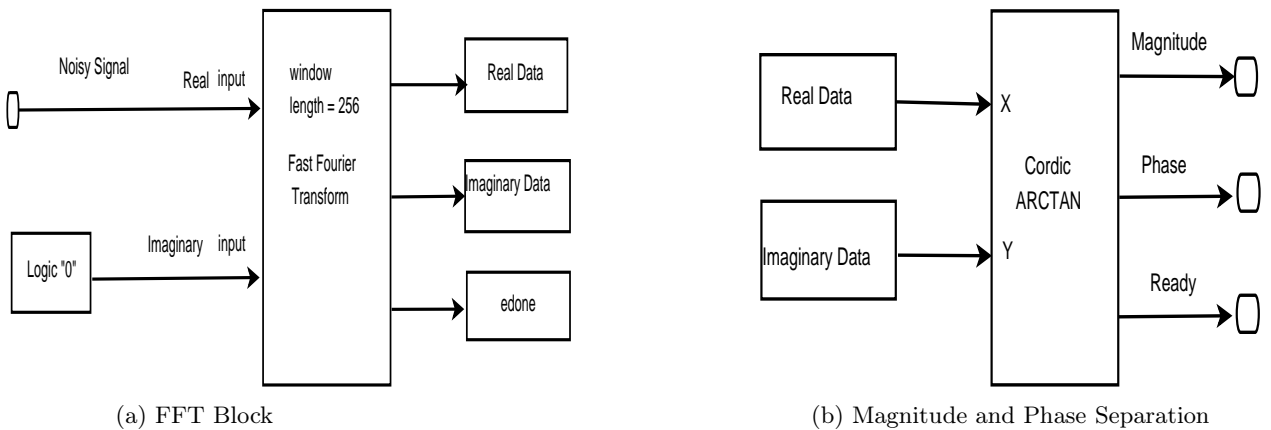 Noisy Signal
Real input
window
length = 256
Fast Fourier
Transform
Real Data
Imaginary Data
edone
Logic "0"
Imaginary input
(a) FFT Block
Real Data
Imaginary Data
X
Cordic
ARCTAN
Y
Magnitude
Phase
Ready
(b) Magnitude and Phase Separation